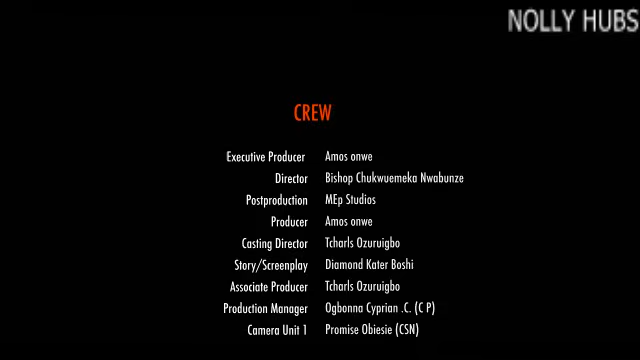 NOLLY HUBS
CREW
Executive Producer Amos onwe
Director Bishop Chukwuemeka Nwabunze
Postproduction MEp Studios
Producer Amos onwe
Casting Director Tcharls Ozuruigbo
Story/Screenplay Diamond Kater Boshi
Associate Producer Tcharls Ozuruigbo
Production Manager Ogbonna Cyprian .C. (C P)
Camera Unit 1 Promise Obiesie (CSN)